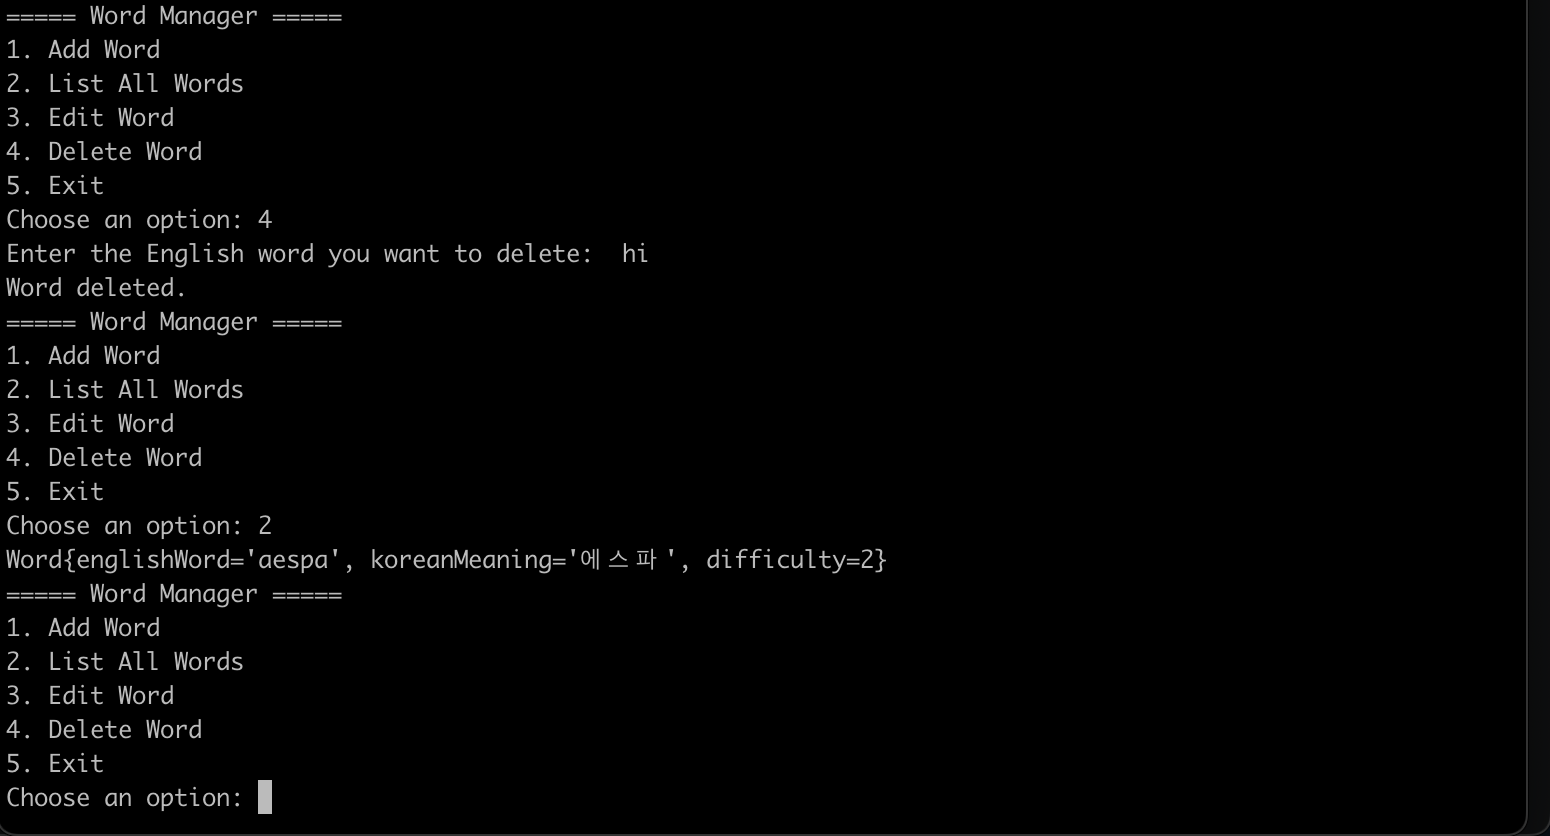 ===== Word Manager =====
1. Add Word
2. List All Words
3. Edit Word
4. Delete Word
5. Exit
Choose an option: 4
Enter the English word you want to delete:  hi
Word deleted.
===== Word Manager =====
1. Add Word
2. List All Words
3. Edit Word
4. Delete Word
5. Exit
Choose an option: 2
Word{englishWord='aespa', koreanMeaning='에스파', difficulty=2}
===== Word Manager =====
1. Add Word
2. List All Words
3. Edit Word
4. Delete Word
5. Exit
Choose an option: